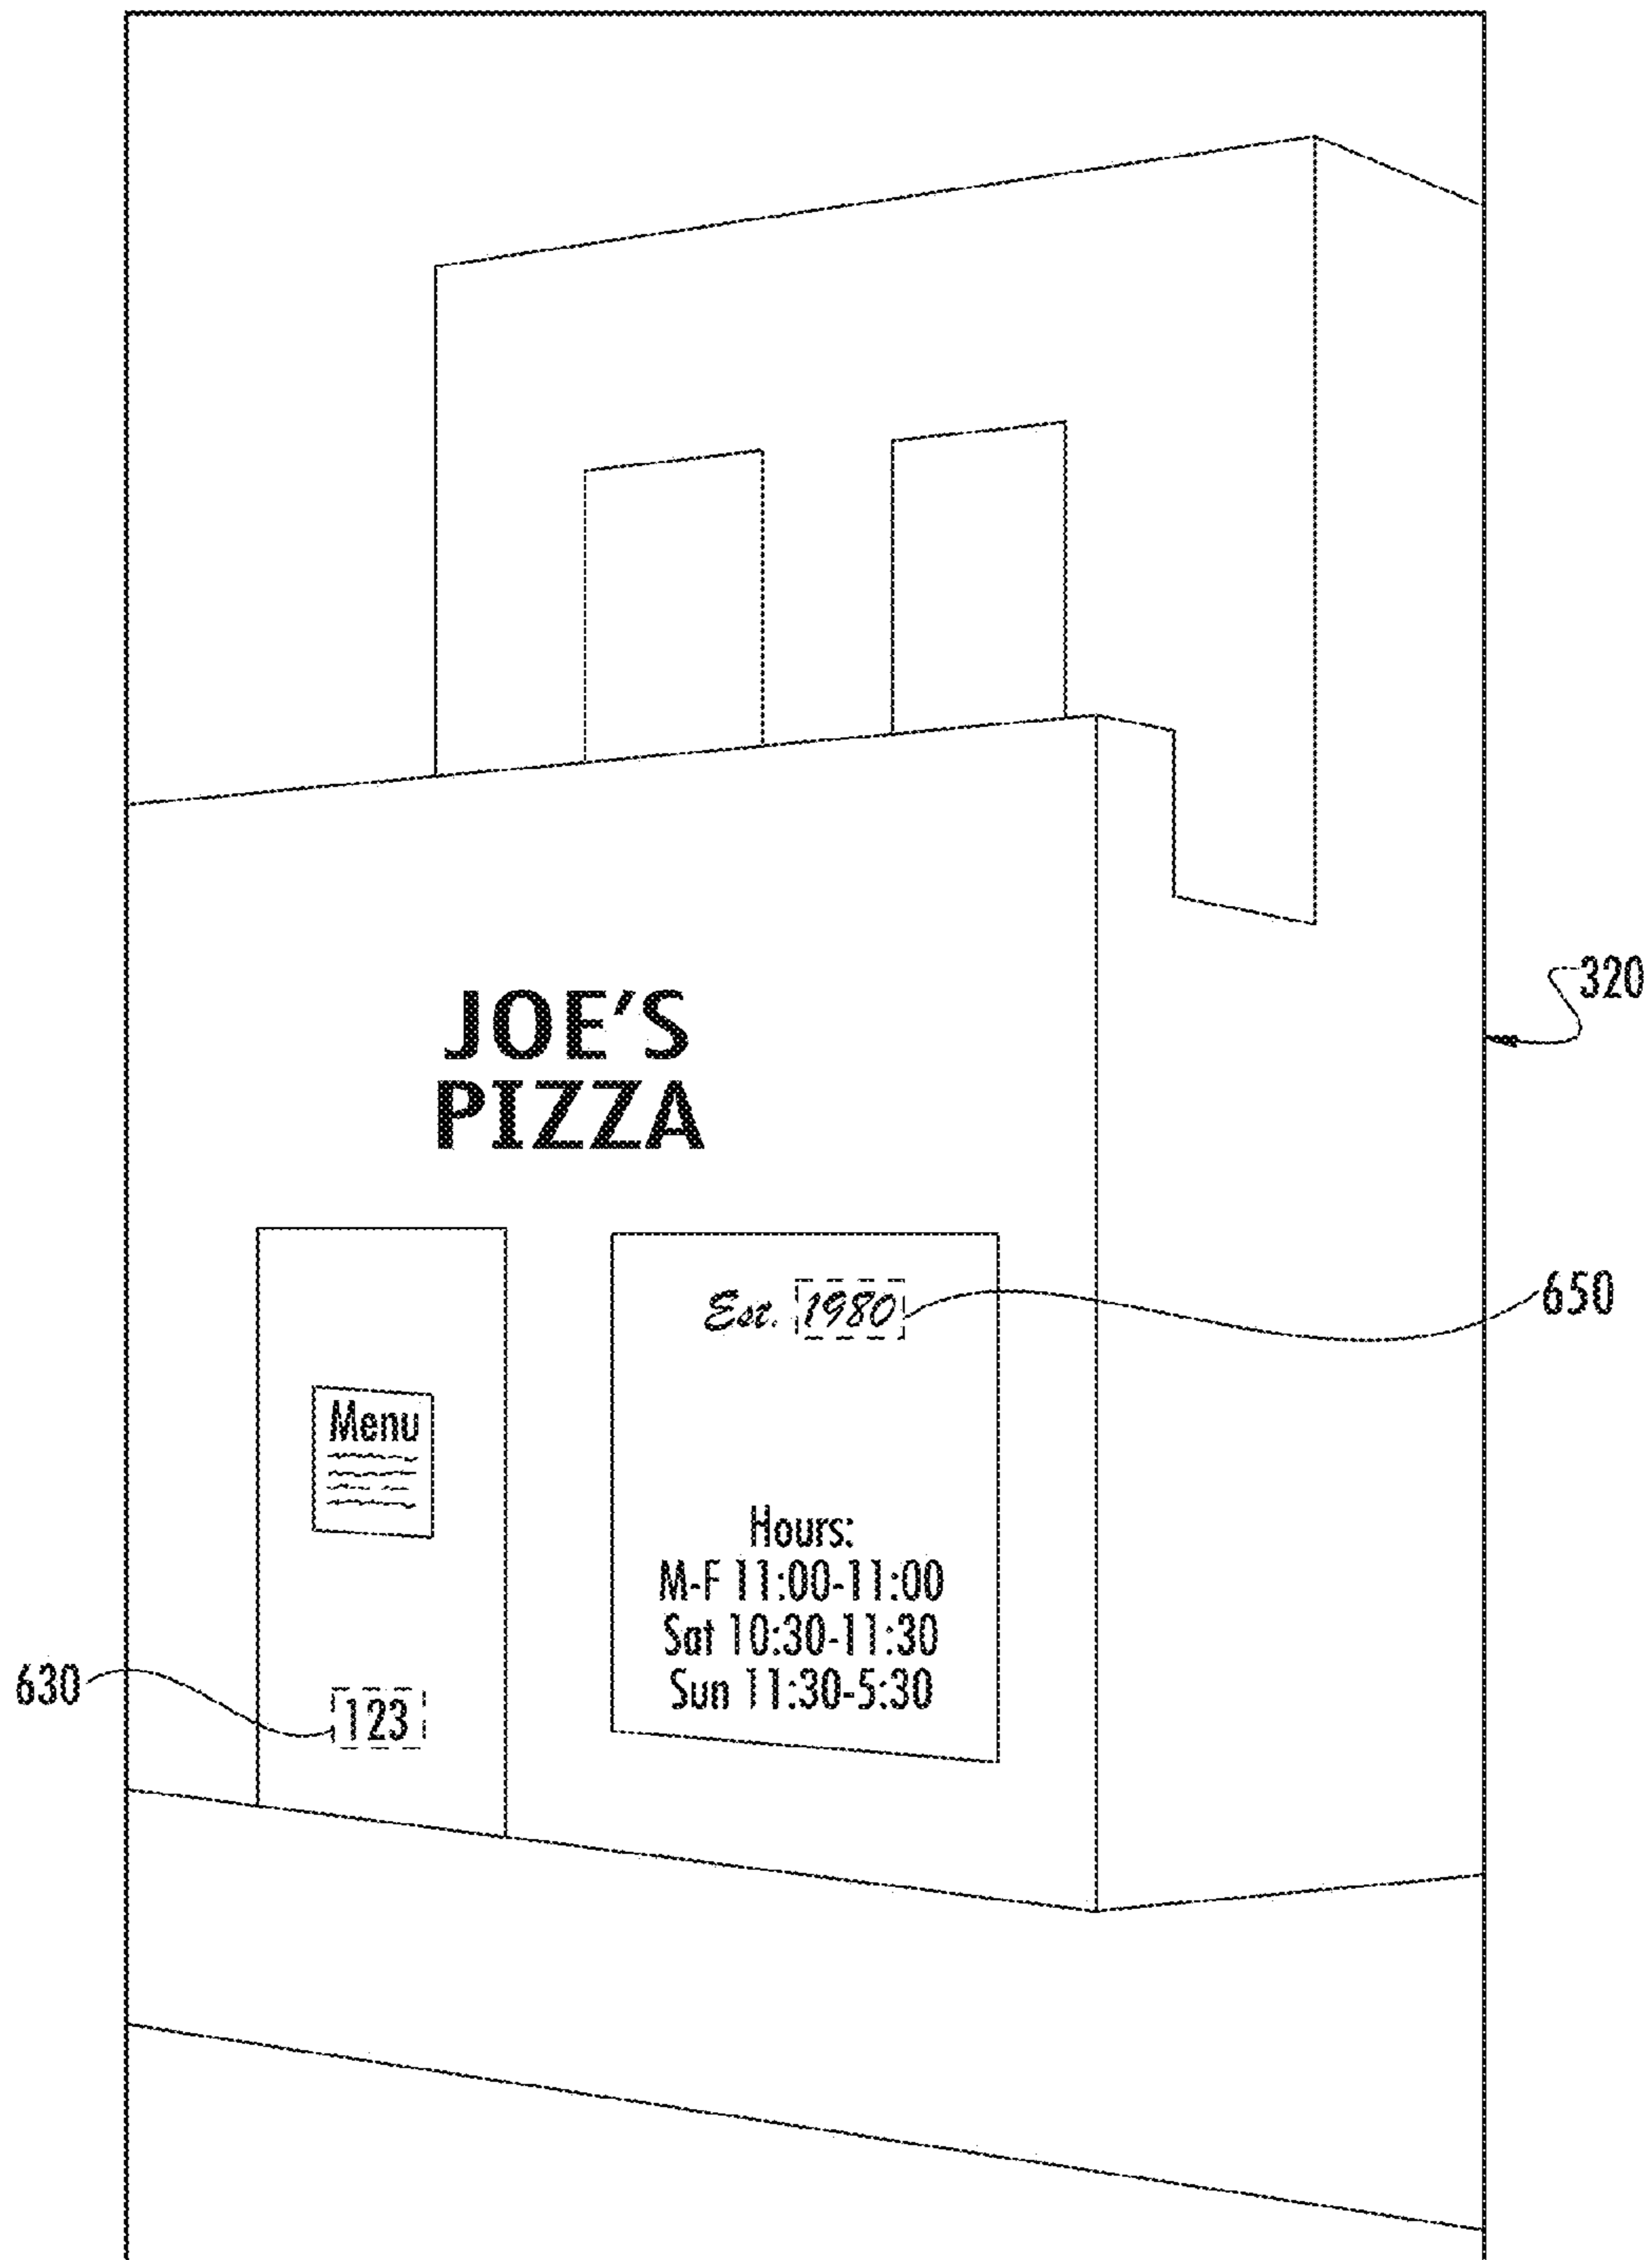 320
JOE'S
PIZZA
Est. 1980
650
Menu
Hours:
M-F 11:00-11:00
Sat 10:30-11:30
Sun 11:30-5:30
630
123